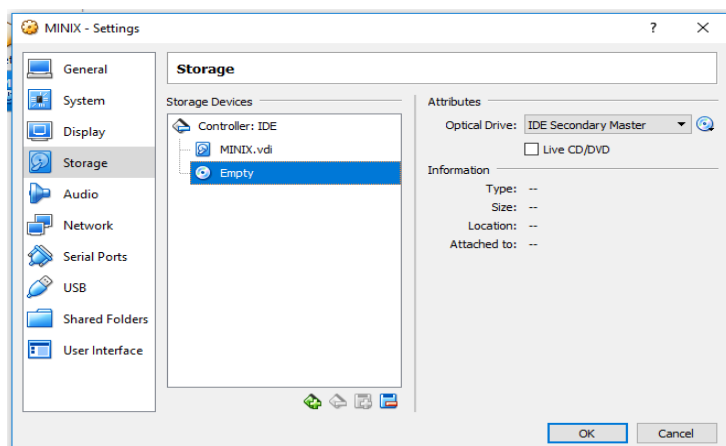 MINIX - Settings
General
System
Display
Storage
Audio
Network
Serial Ports
USB
Shared Folders
User Interface
Storage
Storage Devices
Controller: IDE
MINIX.vdi
Empty
Attributes
Optical Drive: IDE Secondary Master
Live CD/DVD
Information
Type: --
Size: --
Location: --
Attached to: --
OK Cancel